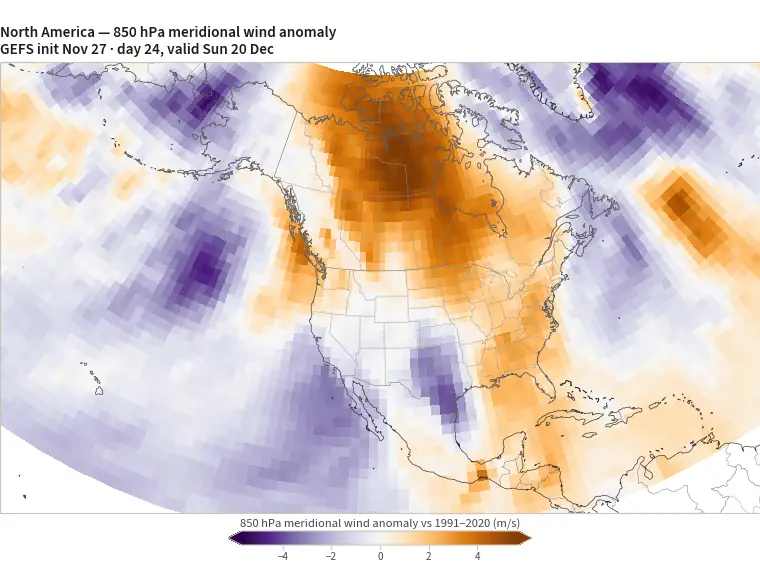 North America — 850 hPa meridional wind anomaly
GEFS init Nov 27 · day 24, valid Sun 20 Dec
850 hPa meridional wind anomaly vs 1991–2020 (m/s)
−4 −2 0 2 4